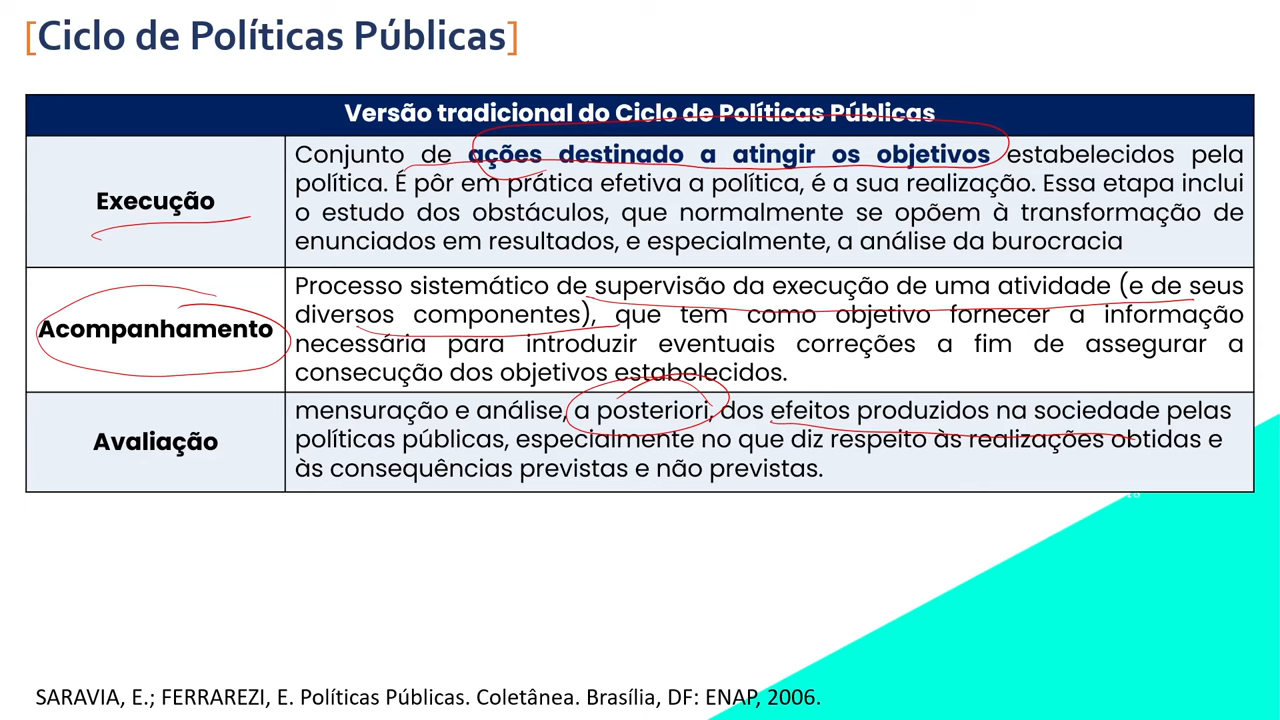 [Ciclo de Políticas Públicas]
Versão tradicional do Ciclo de Políticas Públicas
Execução
Conjunto de ações destinado a atingir os objetivos estabelecidos pela
política. É pôr em prática efetiva a política, é a sua realização. Essa etapa inclui
o estudo dos obstáculos, que normalmente se opõem à transformação de
enunciados em resultados, e especialmente, a análise da burocracia
Acompanhamento
Processo sistemático de supervisão da execução de uma atividade (e de seus
diversos componentes), que tem como objetivo fornecer a informação
necessária para introduzir eventuais correções a fim de assegurar a
consecução dos objetivos estabelecidos.
Avaliação
mensuração e análise, a posteriori, dos efeitos produzidos na sociedade pelas
políticas públicas, especialmente no que diz respeito às realizações obtidas e
às consequências previstas e não previstas.
SARAVIA, E.; FERRAREZI, E. Políticas Públicas. Coletânea. Brasília, DF: ENAP, 2006.